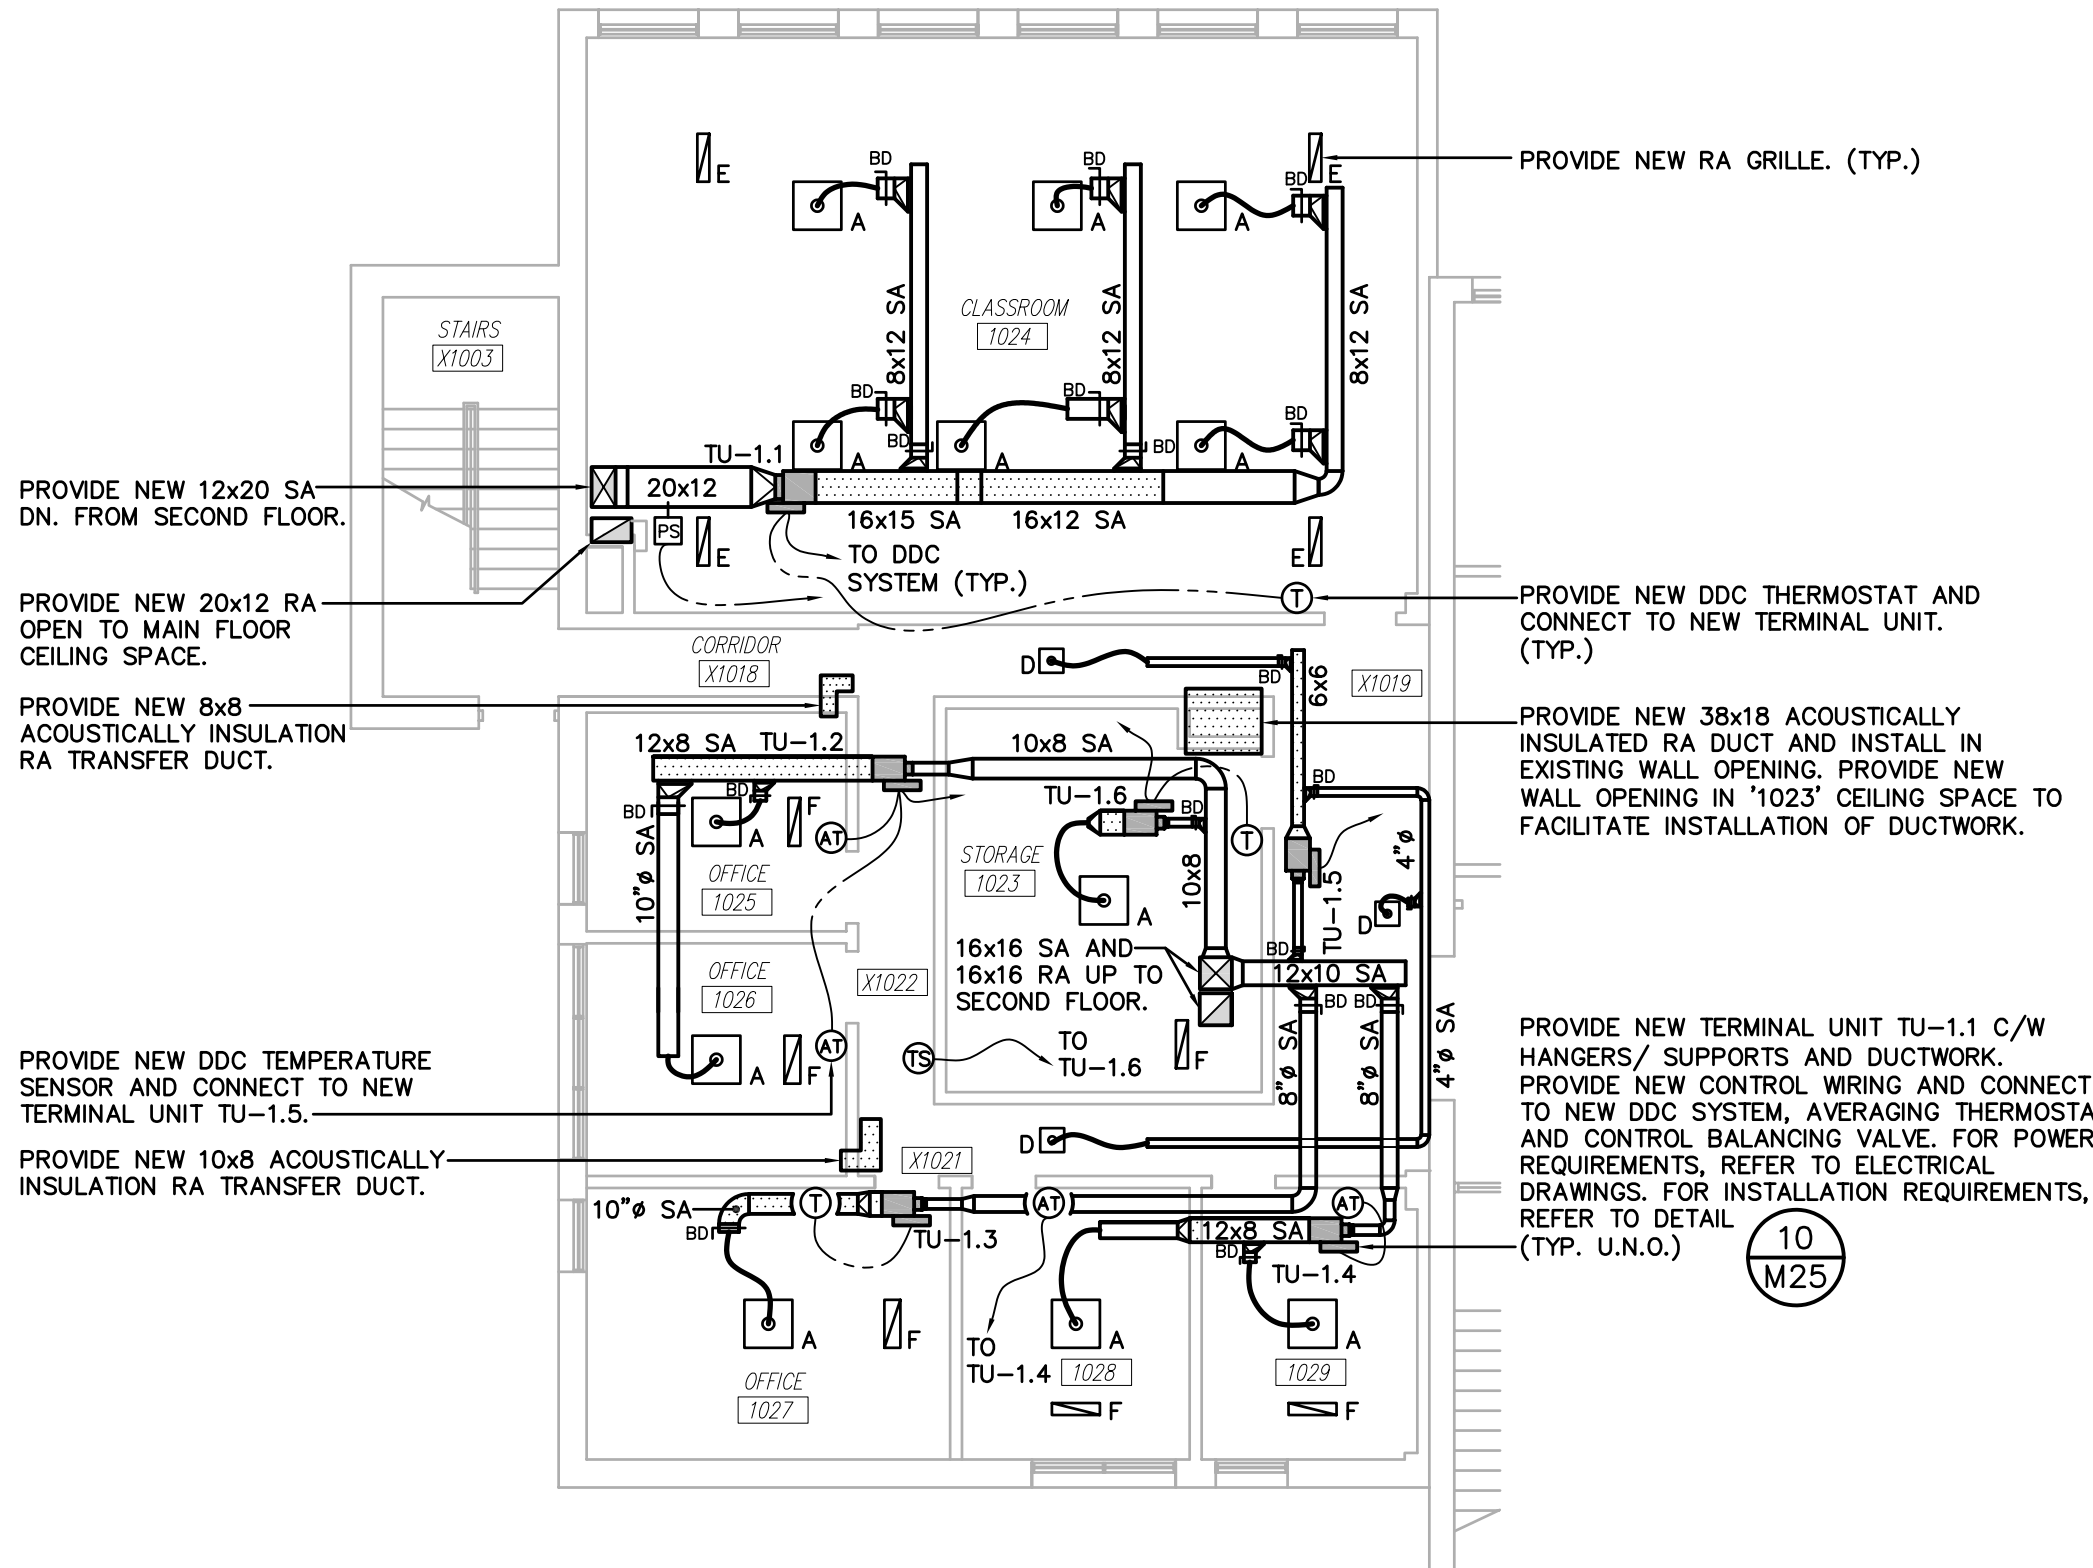 BD
BD
BD
E
E
A
A
A
PROVIDE NEW RA GRILLE. (TYP.)
8x12 SA
8x12 SA
8x12 SA
CLASSROOM
1024
STAIRS
X1003
BD
BD
BD
BD
BD
TU-1.1
A
A
A
PROVIDE NEW 12x20 SA
DN. FROM SECOND FLOOR.
20x12
16x15 SA
16x12 SA
PS
E
E
TO DDC
SYSTEM (TYP.)
T
PROVIDE NEW 20x12 RA
OPEN TO MAIN FLOOR
CEILING SPACE.
PROVIDE NEW DDC THERMOSTAT AND
CONNECT TO NEW TERMINAL UNIT.
(TYP.)
CORRIDOR
X1018
D
BD
6x6
X1019
PROVIDE NEW 8x8
ACOUSTICALLY INSULATION
RA TRANSFER DUCT.
PROVIDE NEW 38x18 ACOUSTICALLY
INSULATED RA DUCT AND INSTALL IN
EXISTING WALL OPENING. PROVIDE NEW
WALL OPENING IN '1023' CEILING SPACE TO
FACILITATE INSTALLATION OF DUCTWORK.
12x8 SA
TU-1.2
10x8 SA
BD
BD
BD
A
F
AT
TU-1.6
BD
T
4"ø
10"ø SA
OFFICE
1025
STORAGE
1023
10x8
A
TU-1.5
D
OFFICE
1026
X1022
16x16 SA AND
16x16 RA UP TO
SECOND FLOOR.
BD
12x10 SA
BD
BD
A
F
AT
TS
TO
TU-1.6
F
8"ø SA
8"ø SA
4"ø SA
PROVIDE NEW DDC TEMPERATURE
SENSOR AND CONNECT TO NEW
TERMINAL UNIT TU-1.5.
PROVIDE NEW TERMINAL UNIT TU-1.1 C/W
HANGERS/ SUPPORTS AND DUCTWORK.
PROVIDE NEW CONTROL WIRING AND CONNECT
TO NEW DDC SYSTEM, AVERAGING THERMOSTA
AND CONTROL BALANCING VALVE. FOR POWER
REQUIREMENTS, REFER TO ELECTRICAL
DRAWINGS. FOR INSTALLATION REQUIREMENTS,
REFER TO DETAIL
(TYP. U.N.O.)
10
M25
PROVIDE NEW 10x8 ACOUSTICALLY
INSULATION RA TRANSFER DUCT.
X1021
D
10"ø SA
BD
T
TU-1.3
AT
12x8 SA
BD
AT
TU-1.4
A
F
TO
TU-1.4
A
A
OFFICE
1027
1028
1029
F
F